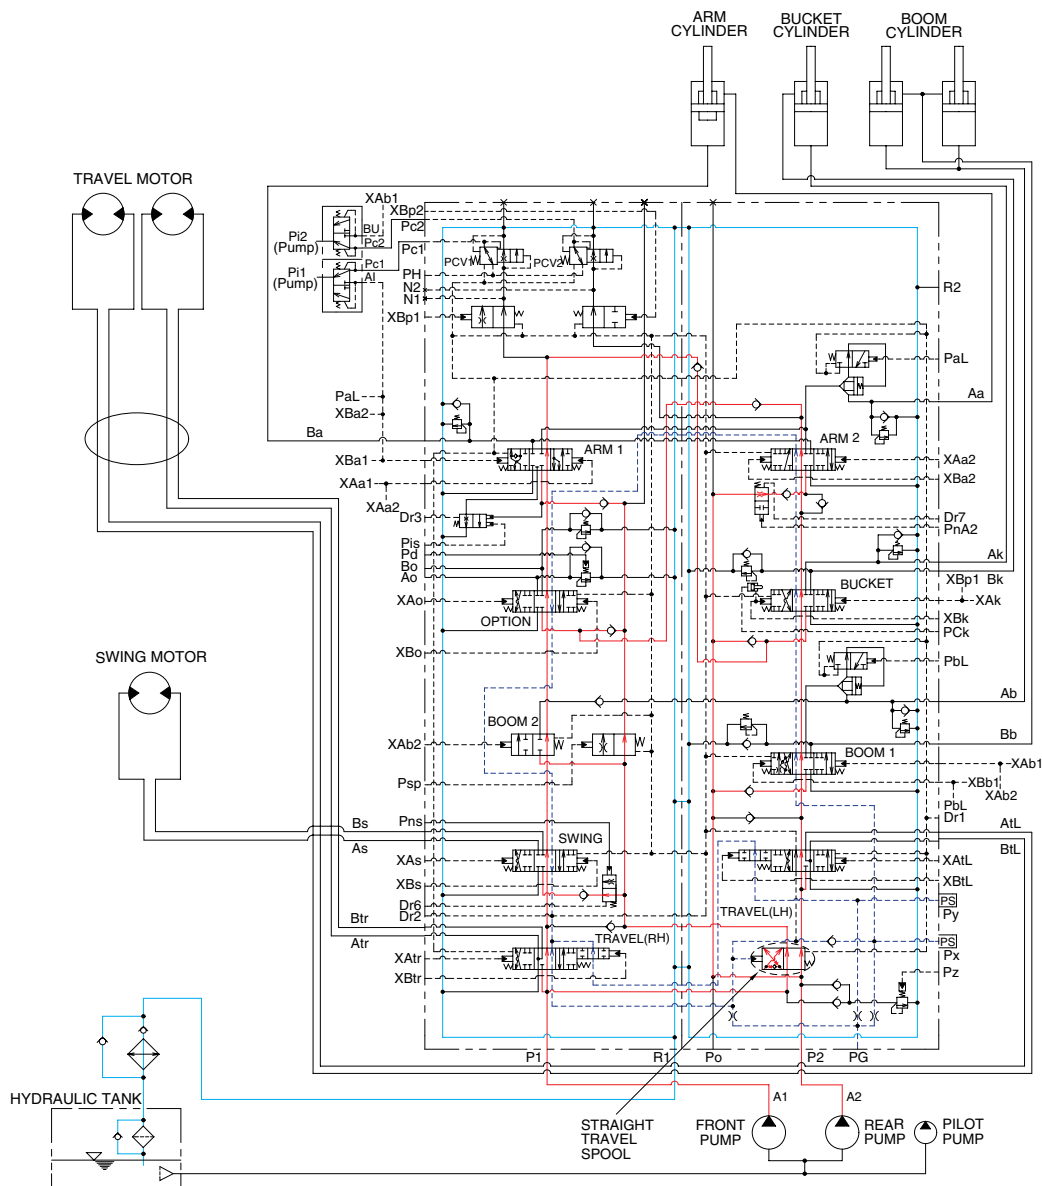 ARM
CYLINDER
BUCKET
CYLINDER
BOOM
CYLINDER
TRAVEL MOTOR
XAb1
XBp2
Pc2
BU
Pi2
(Pump)
Pc2
Pc1
Pc1
Pi1
(Pump)
AI
PCV1
PCV2
PH
N2
N1
XBp1
R2
PaL
PaL
XBa2
Aa
Ba
ARM 1
ARM 2
XBa1
XAa1
XAa2
XAa2
XBa2
Dr3
Dr7
PnA2
Pis
Pd
Bo
Ao
Ak
XBp1
Bk
BUCKET
XAo
XAk
OPTION
XBk
PCk
XBo
SWING MOTOR
PbL
Ab
BOOM 2
XAb2
Bb
BOOM 1
XAb1
Psp
XBb1
PbL
XAb2
Dr1
Pns
Bs
As
SWING
AtL
BtL
XAs
XAtL
XBs
XBtL
Dr6
Dr2
PS
Py
Btr
TRAVEL(LH)
TRAVEL(RH)
Atr
PS
Px
XAtr
Pz
XBtr
P1
R1
Po
P2
PG
HYDRAULIC TANK
A1
A2
STRAIGHT
TRAVEL
SPOOL
FRONT
PUMP
REAR
PUMP
PILOT
PUMP